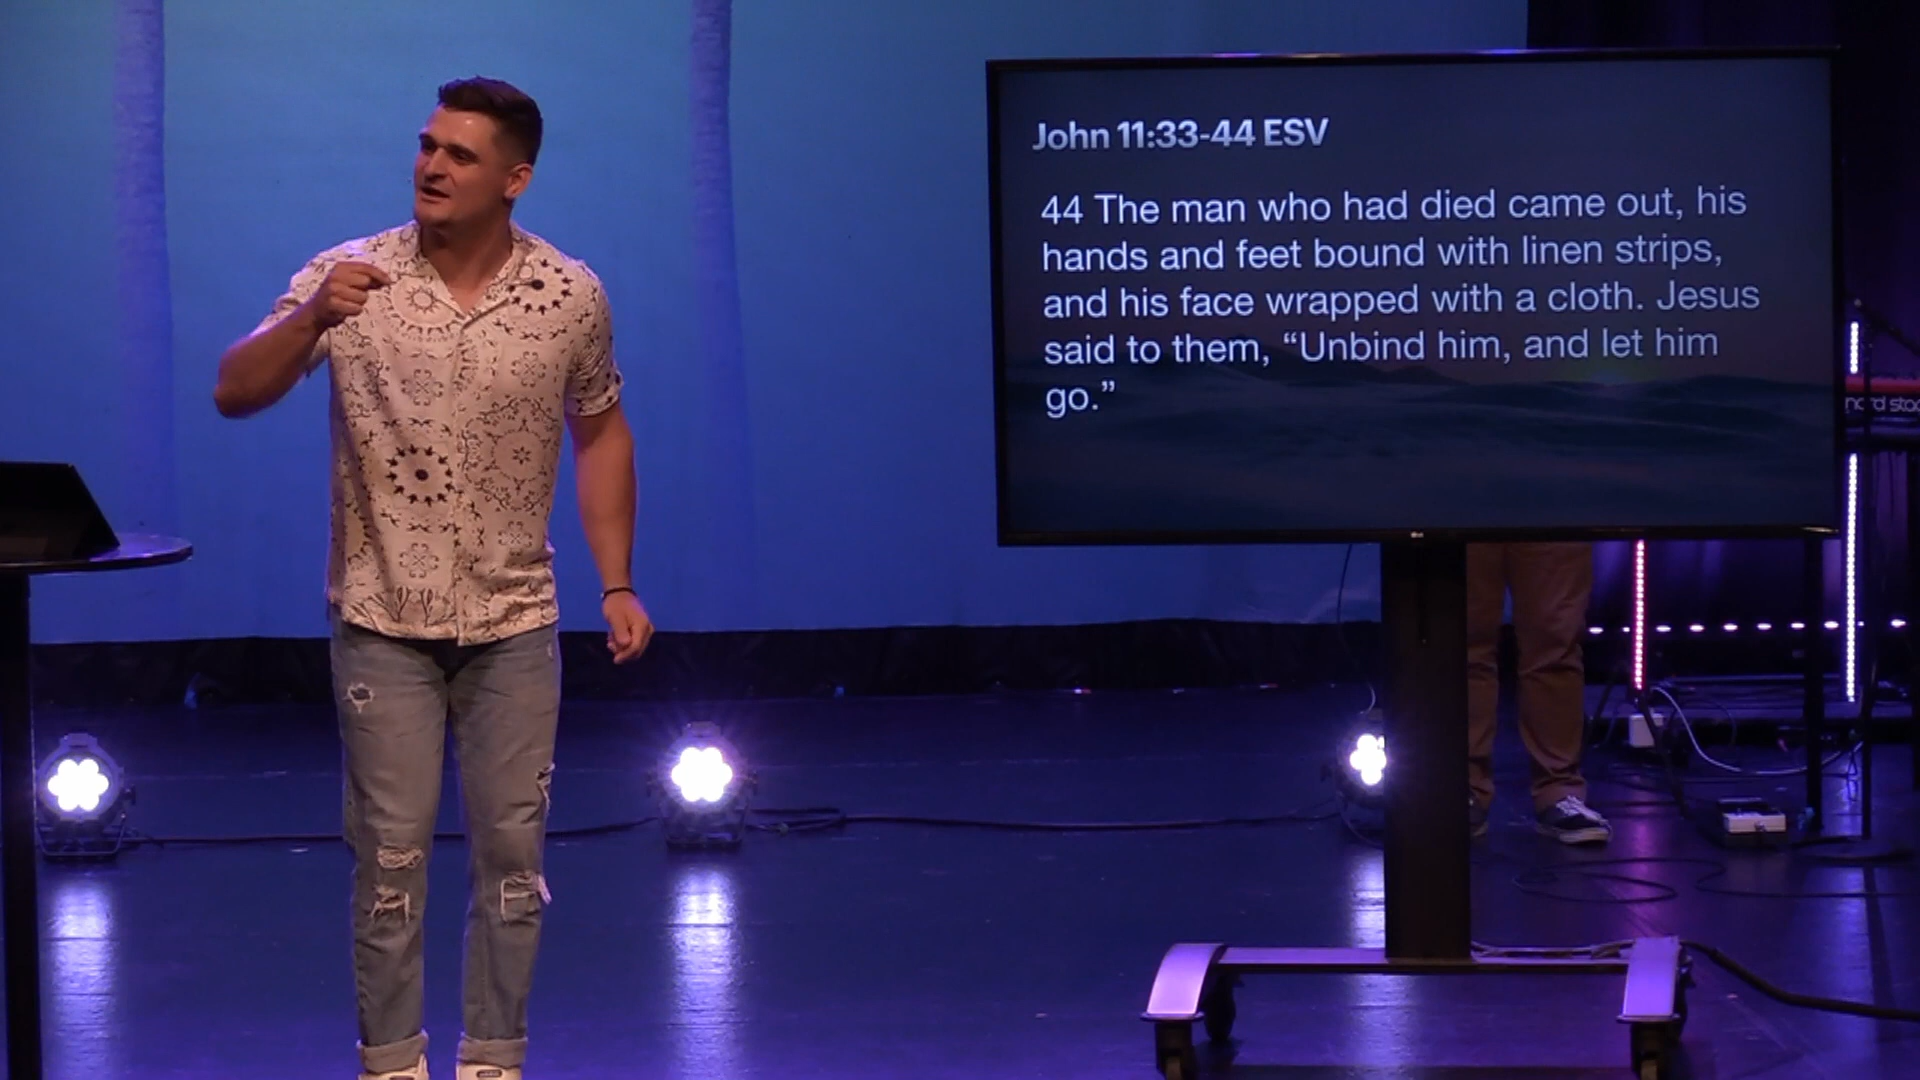 John 11:33-44 ESV
44 The man who had died came out, his
hands and feet bound with linen strips,
and his face wrapped with a cloth. Jesus
said to them, “Unbind him, and let him
go.”
nord